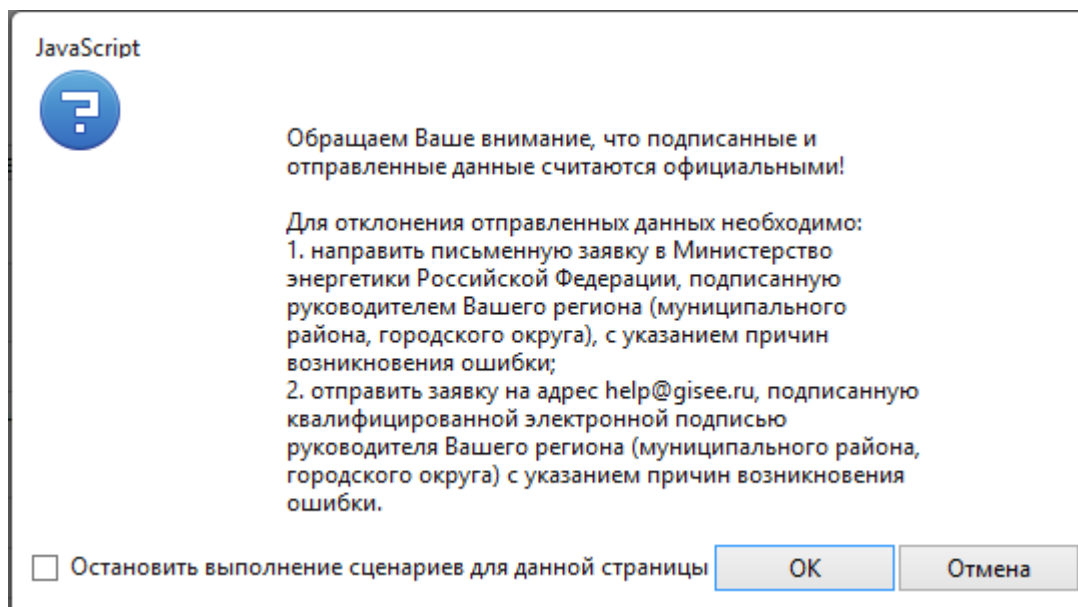 JavaScript
Обращаем Ваше внимание, что подписанные и
отправленные данные считаются официальными!
Для отклонения отправленных данных необходимо:
1. направить письменную заявку в Министерство
энергетики Российской Федерации, подписанную
руководителем Вашего региона (муниципального
района, городского округа), с указанием причин
возникновения ошибки;
2. отправить заявку на адрес help@gisee.ru, подписанную
квалифицированной электронной подписью
руководителя Вашего региона (муниципального района,
городского округа) с указанием причин возникновения
ошибки.
Остановить выполнение сценариев для данной страницы
OK
Отмена